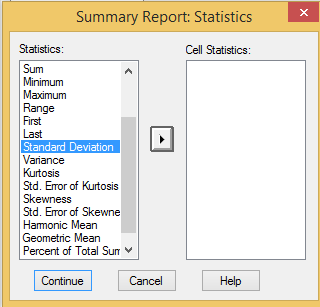 Summary Report: Statistics
Statistics:
Cell Statistics:
Sum
Minimum
Maximum
Range
First
Last
Standard Deviation
Variance
Kurtosis
Std. Error of Kurtosis
Skewness
Std. Error of Skewne
Harmonic Mean
Geometric Mean
Percent of Total Sum
Continue
Cancel
Help